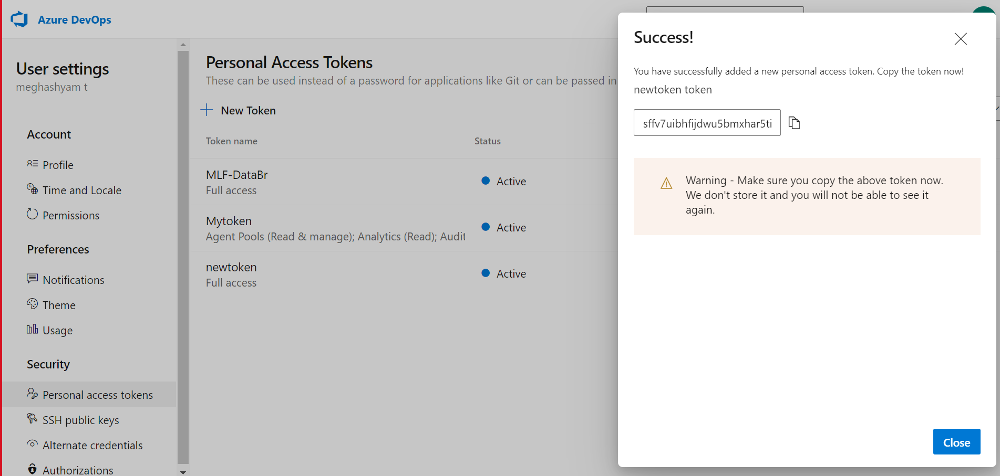 Azure DevOps
User settings
meghashyam t
Account
Profile
Time and Locale
Permissions
Preferences
Notifications
Theme
Usage
Security
Personal access tokens
SSH public keys
Alternate credentials
Authorizations
Personal Access Tokens
These can be used instead of a password for applications like Git or can be passed in
New Token
Token name Status
MLF-DataBr Active
Full access
Mytoken Active
Agent Pools (Read & manage); Analytics (Read); Audit
newtoken Active
Full access
Success!
You have successfully added a new personal access token. Copy the token now!
newtoken token
sffv7uibhfijdwu5bmxhar5ti
Warning - Make sure you copy the above token now.
We don't store it and you will not be able to see it
again.
Close